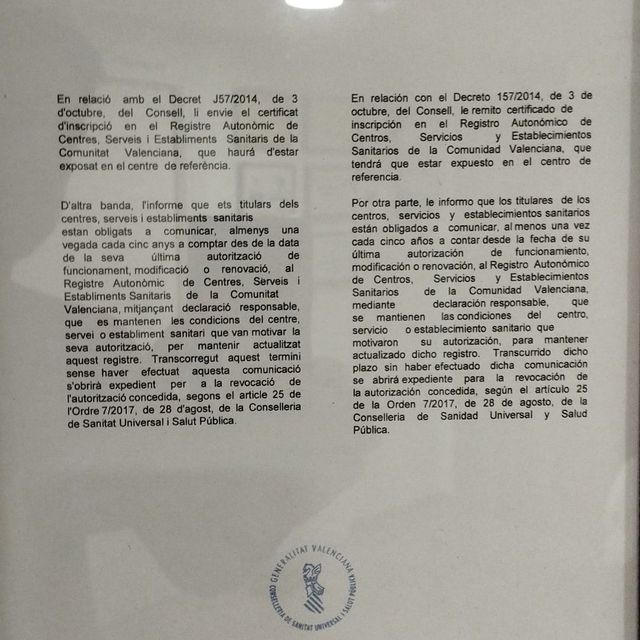 En relació amb el Decret J57/2014, de 3
d'octubre, del Consell, li envie el certificat
d'inscripció en el Registre Autonòmic de
Centres, Serveis i Establiments Sanitaris de la
Comunitat Valenciana, que haurá d'estar
exposat en el centre de referència.
D'altra banda, l'informe que ets titulars dels
centres, serveis i establiments sanitaris
estan obligats a comunicar, almenys una
vegada cada cinc anys a comptar des de la data
de la seva última autorització de
funcionament, modificació o renovació, al
Registre Autonòmic de Centres, Serveis i
Establiments Sanitaris de la Comunitat
Valenciana, mitjançant declaració responsable,
que es mantenen les condicions del centre,
servei o establiment sanitari que van motivar la
seva autorització, per mantenir actualitzat
aquest registre. Transcorregut aquest termini
sense haver efectuat aquesta comunicació
s'obrirà expedient per a la revocació de
l'autorització concedida, segons el article 25 de
l'Ordre 7/2017, de 28 d'agost, de la Conselleria
de Sanitat Universal i Salut Pública.
En relación con el Decreto 157/2014, de 3 de
octubre, del Consell, le remito certificado de
inscripción en el Registro Autonómico de
Centros, Servicios y Establecimientos
Sanitarios de la Comunidad Valenciana, que
tendrá que estar expuesto en el centro de
referencia.
Por otra parte, le informo que los titulares de los
centros, servicios y establecimientos sanitarios
están obligados a comunicar, al menos una vez
cada cinco años a contar desde la fecha de su
última autorización de funcionamiento,
modificación o renovación, al Registro Autonómico
de Centros, Servicios y Establecimientos
Sanitarios de la Comunidad Valenciana,
mediante declaración responsable, que
se mantienen las condiciones del centro,
servicio o establecimiento sanitario que
motivaron su autorización, para mantener
actualizado dicho registro. Transcurrido dicho
plazo sin haber efectuado dicha comunicación
se abrirá expediente para la revocación de
la autorización concedida, según el artículo 25
de la Orden 7/2017, de 28 de agosto, de la
Conselleria de Sanidad Universal y Salud
Pública.
GENERALITAT VALENCIANA
CONSELLERIA DE SANITAT UNIVERSAL I SALUT PÚBLICA